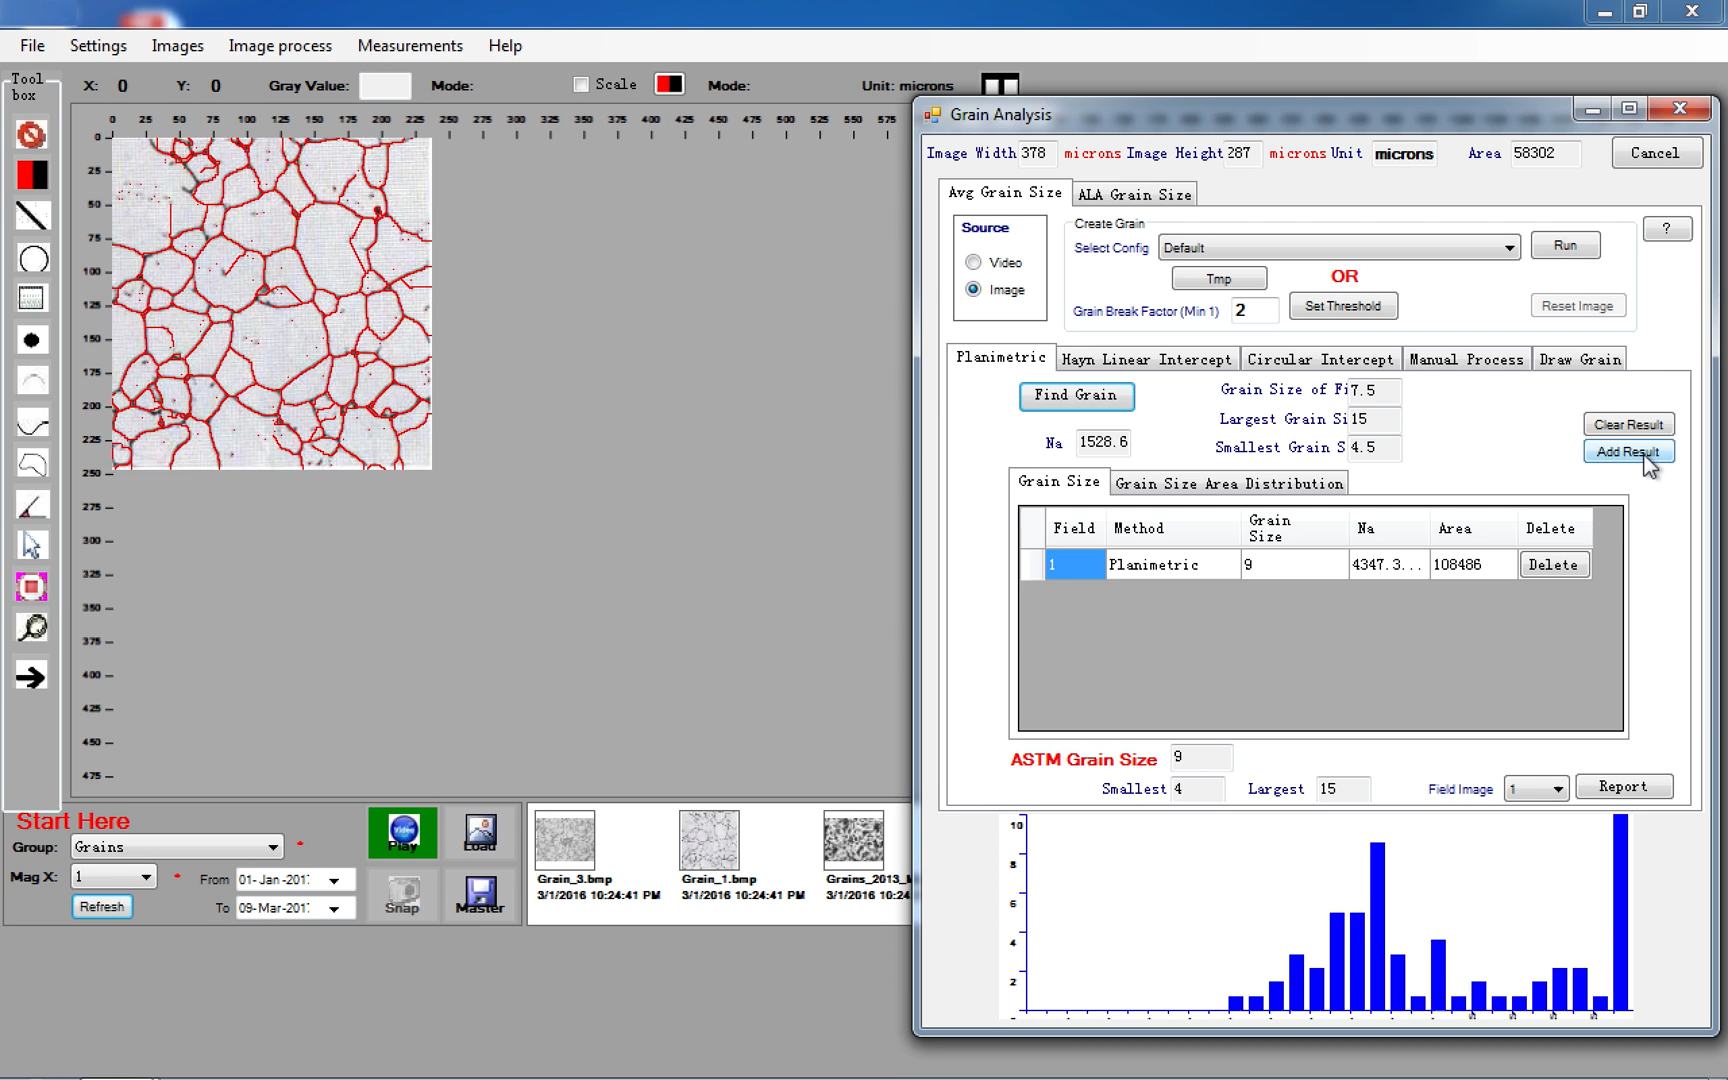 File Settings Images Image process Measurements Help
Tool
box
X: 0 Y: 0 Gray Value: Mode: Scale Mode: Unit: microns
0 25 50 75 100 125 150 175 200 225 250 275 300 325 350 375 400 425 450 475 500 525 550 575
0
25
50
75
100
125
150
175
200
225
250
275
300
325
350
375
400
425
450
475
Grain Analysis
Image Width 378 microns Image Height 287 microns Unit microns Area 58302 Cancel
Avg Grain Size ALA Grain Size
Source
Video
Image
Create Grain
Select Config Default Run
?
Tmp OR
Grain Break Factor (Min 1) 2 Set Threshold Reset Image
Planimetric Hayn Linear Intercept Circular Intercept Manual Process Draw Grain
Find Grain
Na 1528.6
Grain Size of Fi 7.5
Largest Grain Si 15
Smallest Grain S 4.5
Clear Result
Add Result
Grain Size Grain Size Area Distribution
Field Method Grain Size Na Area Delete
1 Planimetric 9 4347.3... 108486 Delete
ASTM Grain Size 9
Smallest 4 Largest 15 Field Image 1 Report
10
8
6
4
2
Start Here
Group: Grains *
Mag X: 1 * From 01-Jan-201
Refresh To 09-Mar-201
Play Load
Snap Master
Grain_3.bmp
3/1/2016 10:24:41 PM
Grain_1.bmp
3/1/2016 10:24:41 PM
Grains_2013_M
3/1/2016 10:24:4